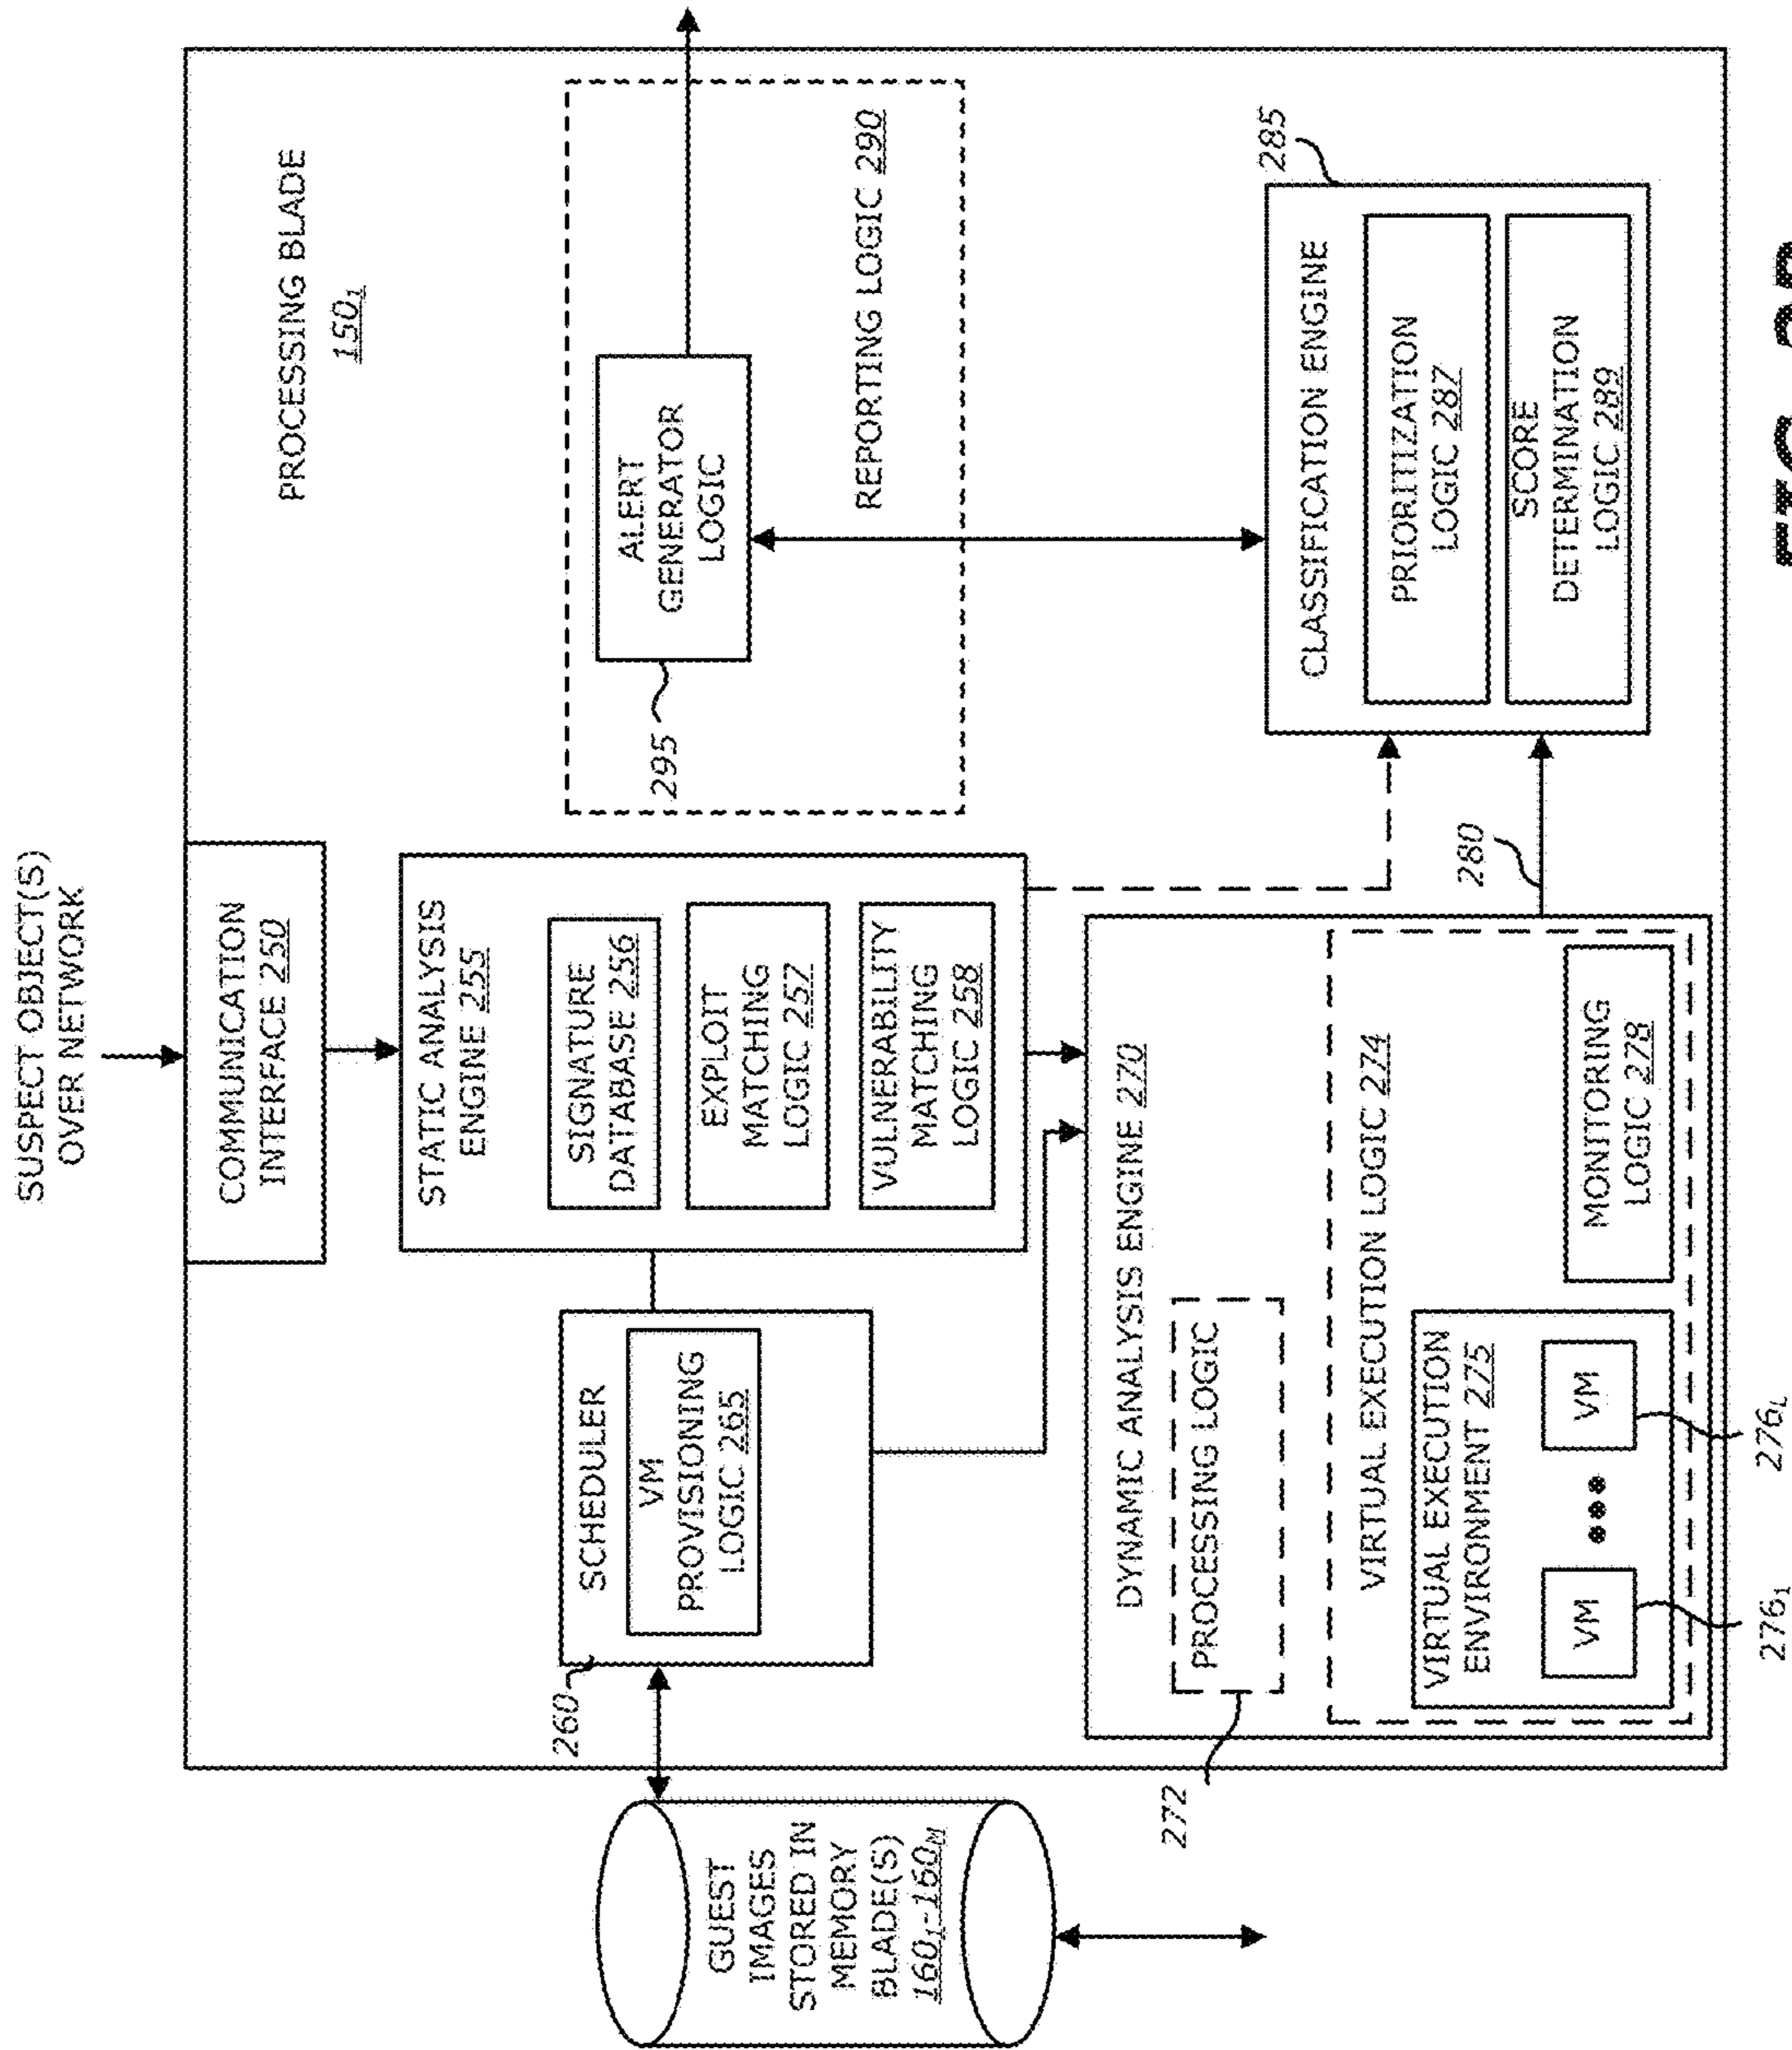 SUSPECT OBJECT(S)
OVER NETWORK
COMMUNICATION
INTERFACE 250
PROCESSING BLADE
150₁
STATIC ANALYSIS
ENGINE 255
SIGNATURE
DATABASE 256
EXPLOIT
MATCHING
LOGIC 257
VULNERABILITY
MATCHING
LOGIC 258
260
SCHEDULER
VM
PROVISIONING
LOGIC 265
GUEST
IMAGES
STORED IN
MEMORY
BLADE(S)
160₁-160M
295
ALERT
GENERATOR
LOGIC
REPORTING LOGIC 290
DYNAMIC ANALYSIS ENGINE 270
272
PROCESSING LOGIC
VIRTUAL EXECUTION LOGIC 274
VIRTUAL EXECUTION
ENVIRONMENT 275
VM
VM
276₁
276L
MONITORING
LOGIC 278
280
285
CLASSIFICATION ENGINE
PRIORITIZATION
LOGIC 287
SCORE
DETERMINATION
LOGIC 289
FIG.